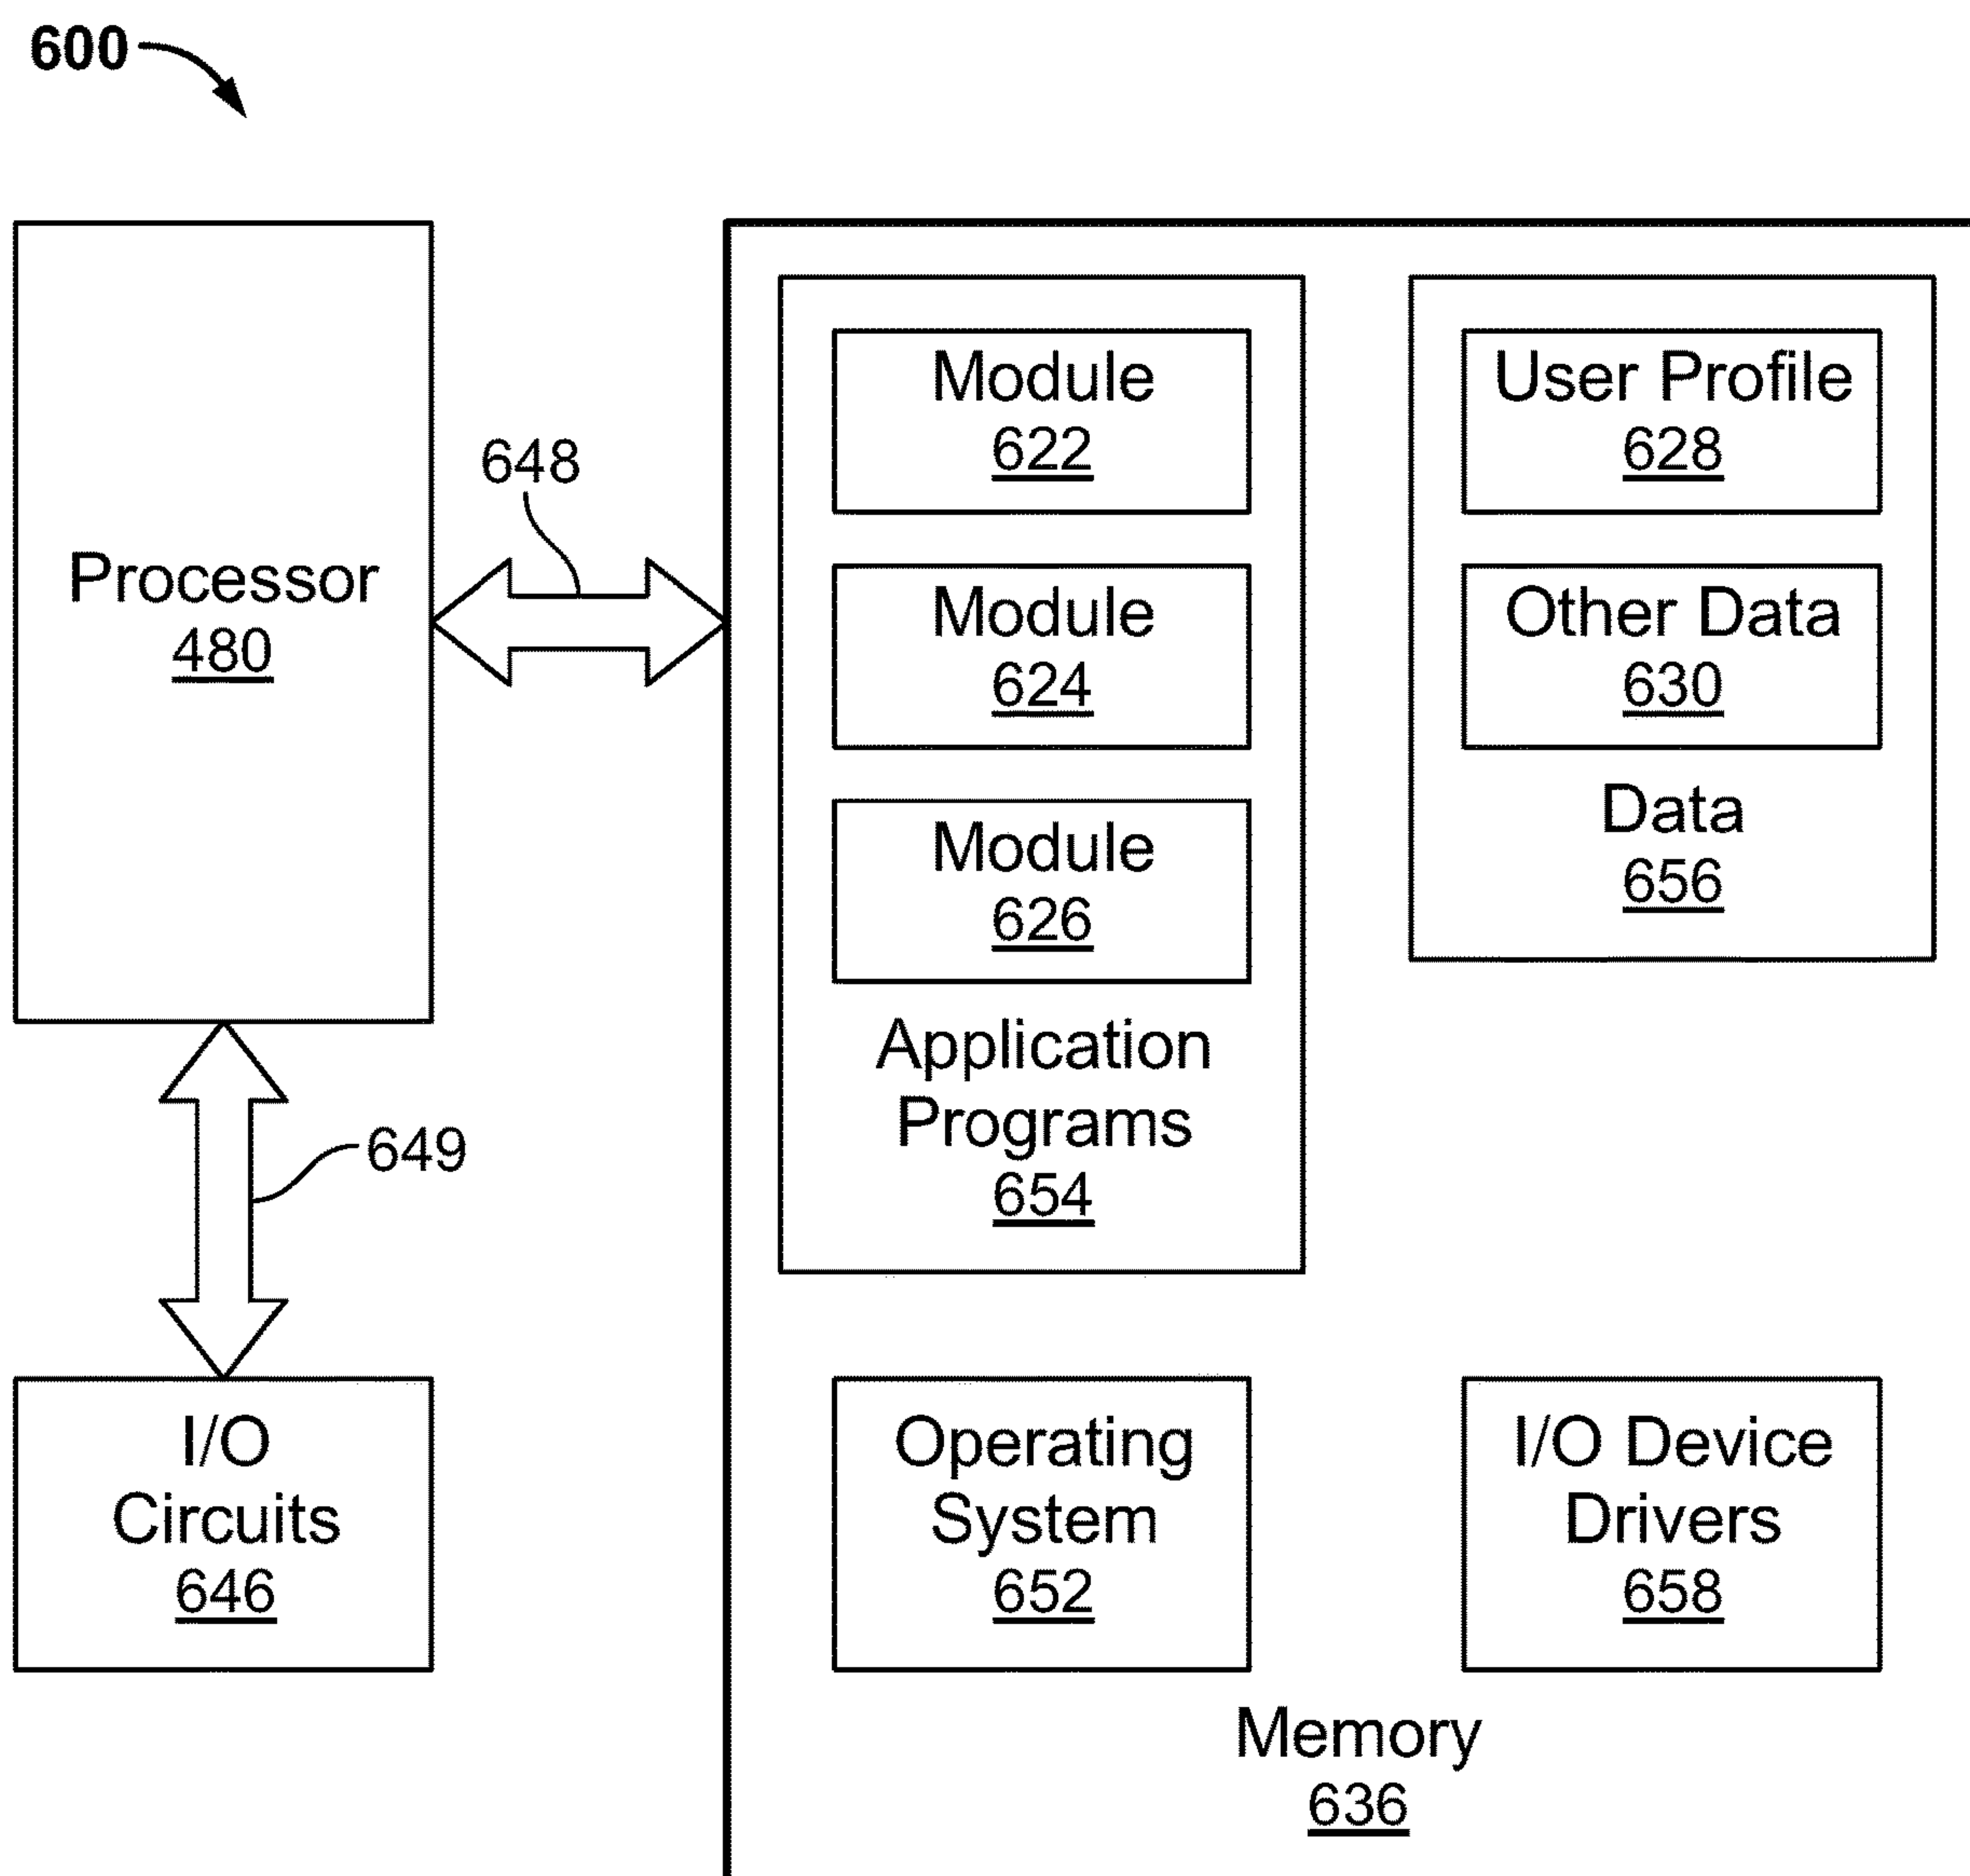 600
Processor
480
648
649
I/O
Circuits
646
Module
622
Module
624
Module
626
Application
Programs
654
User Profile
628
Other Data
630
Data
656
Operating
System
652
I/O Device
Drivers
658
Memory
636